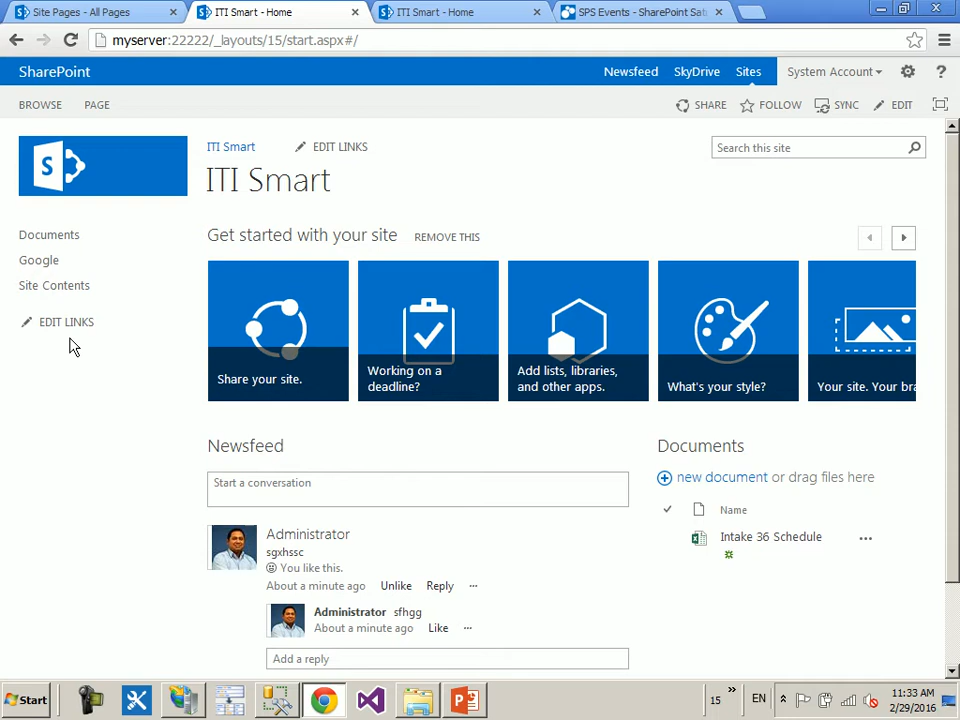 Site Pages - All Pages
ITI Smart - Home
ITI Smart - Home
SPS Events - SharePoint Sat
myserver:22222/_layouts/15/start.aspx#/
SharePoint
Newsfeed
SkyDrive
Sites
System Account
?
BROWSE
PAGE
SHARE
FOLLOW
SYNC
EDIT
S
ITI Smart
EDIT LINKS
Search this site
ITI Smart
Documents
Google
Site Contents
EDIT LINKS
Get started with your site
REMOVE THIS
Share your site.
Working on a
deadline?
Add lists, libraries,
and other apps.
What's your style?
Your site. Your bra
Newsfeed
Start a conversation
Administrator
sgxhssc
You like this.
About a minute ago
Unlike
Reply
...
Administrator sfhgg
About a minute ago
Like
...
Add a reply
Documents
new document or drag files here
Name
Intake 36 Schedule
...
Start
15
»
EN
11:33 AM
2/29/2016